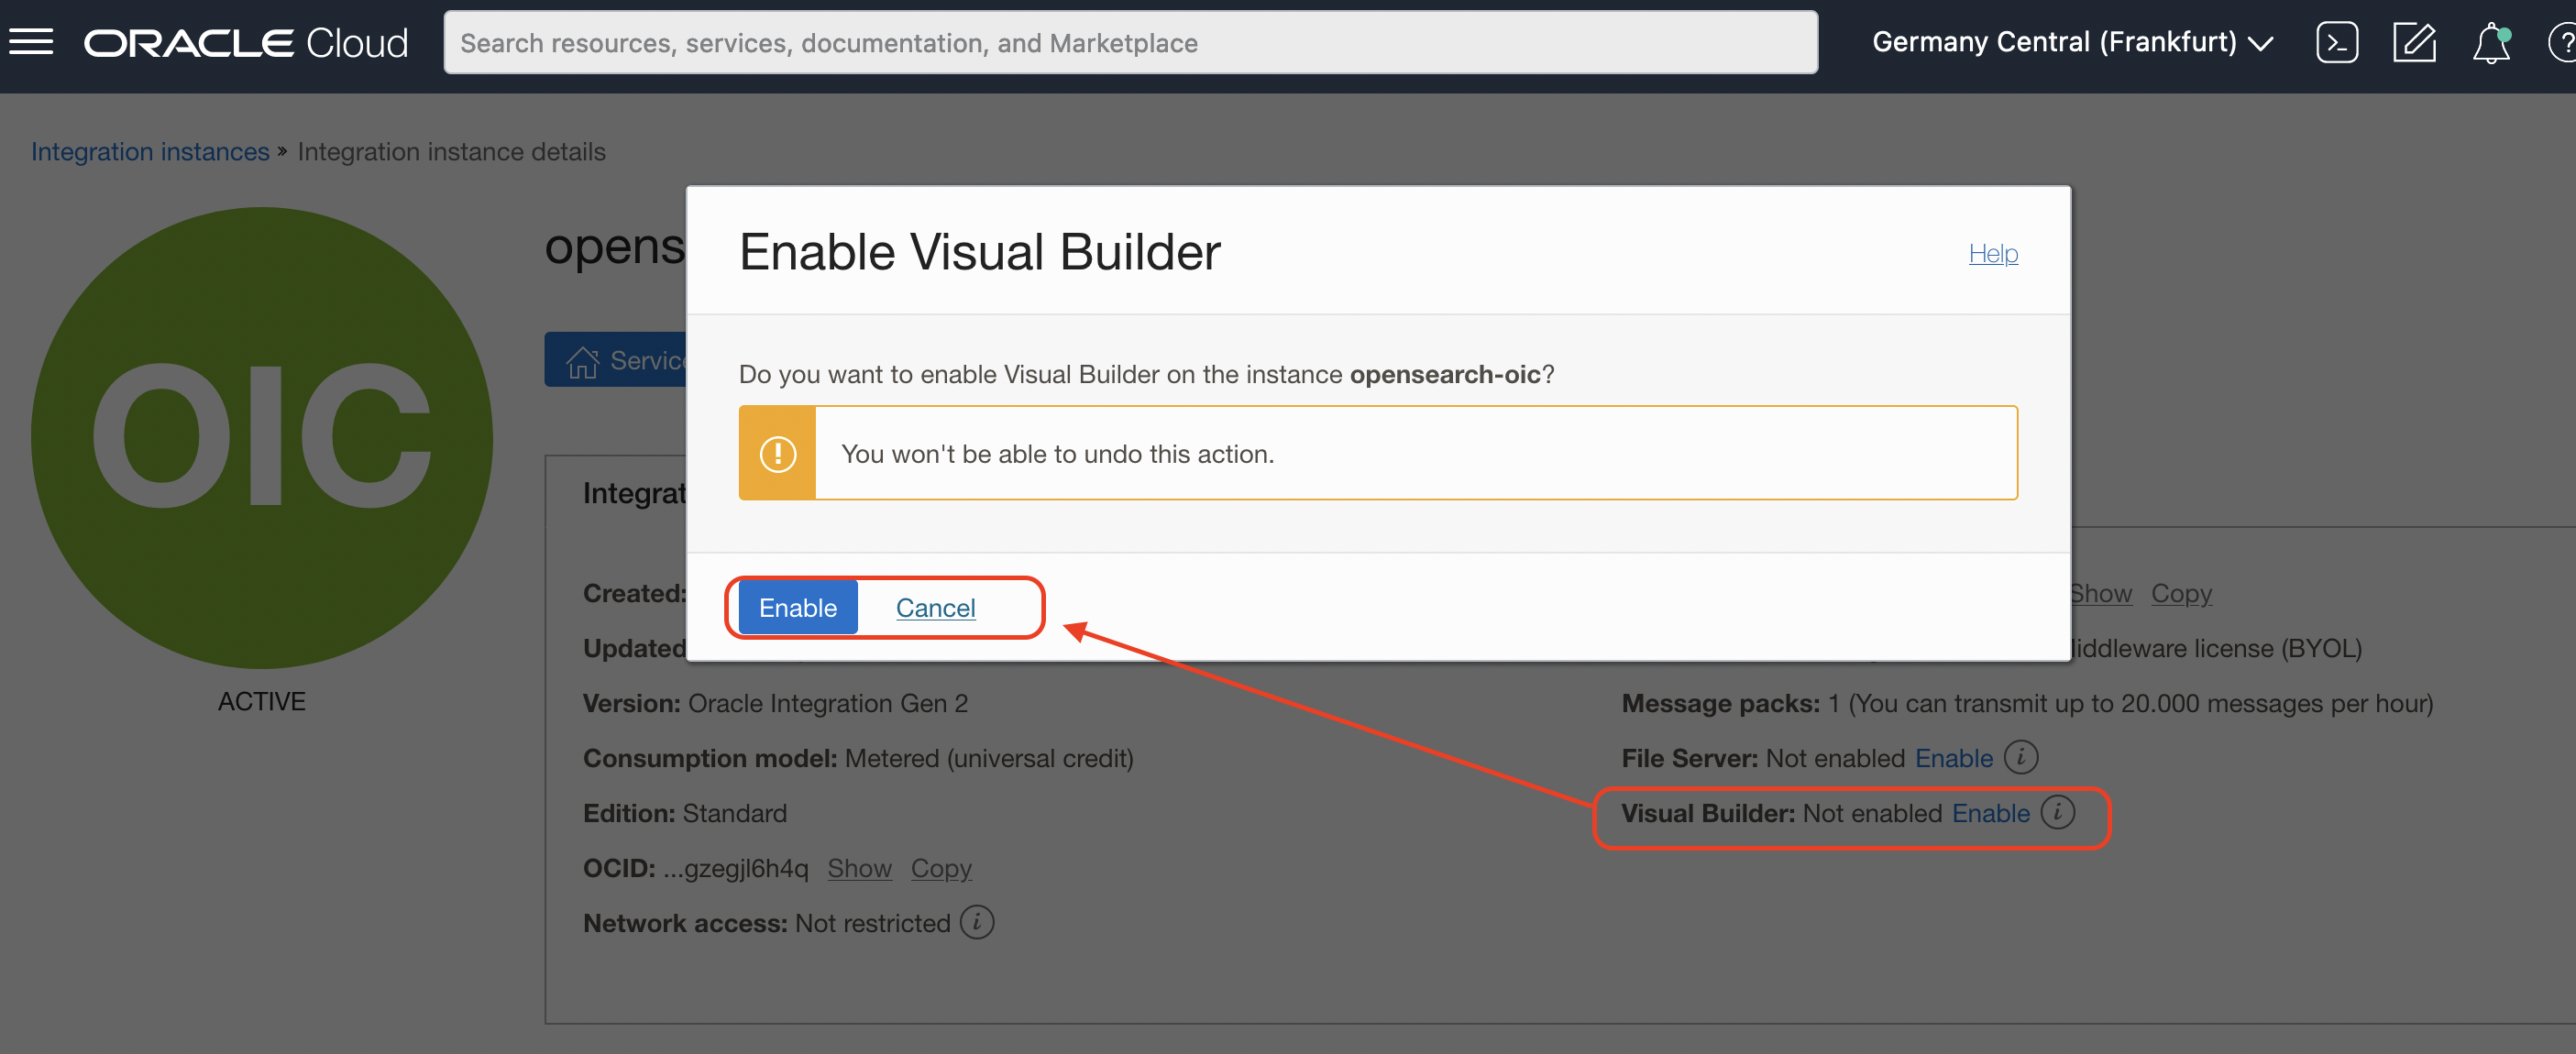 ORACLE Cloud
Search resources, services, documentation, and Marketplace
Germany Central (Frankfurt)
Integration instances » Integration instance details
OIC
ACTIVE
opens
Service
Enable Visual Builder
Help
Do you want to enable Visual Builder on the instance opensearch-oic?
You won't be able to undo this action.
Enable Cancel
Integrat
Created:
Show Copy
Updated
iddleware license (BYOL)
Version: Oracle Integration Gen 2
Message packs: 1 (You can transmit up to 20.000 messages per hour)
Consumption model: Metered (universal credit)
File Server: Not enabled Enable
Edition: Standard
Visual Builder: Not enabled Enable
OCID: ...gzegjl6h4q Show Copy
Network access: Not restricted